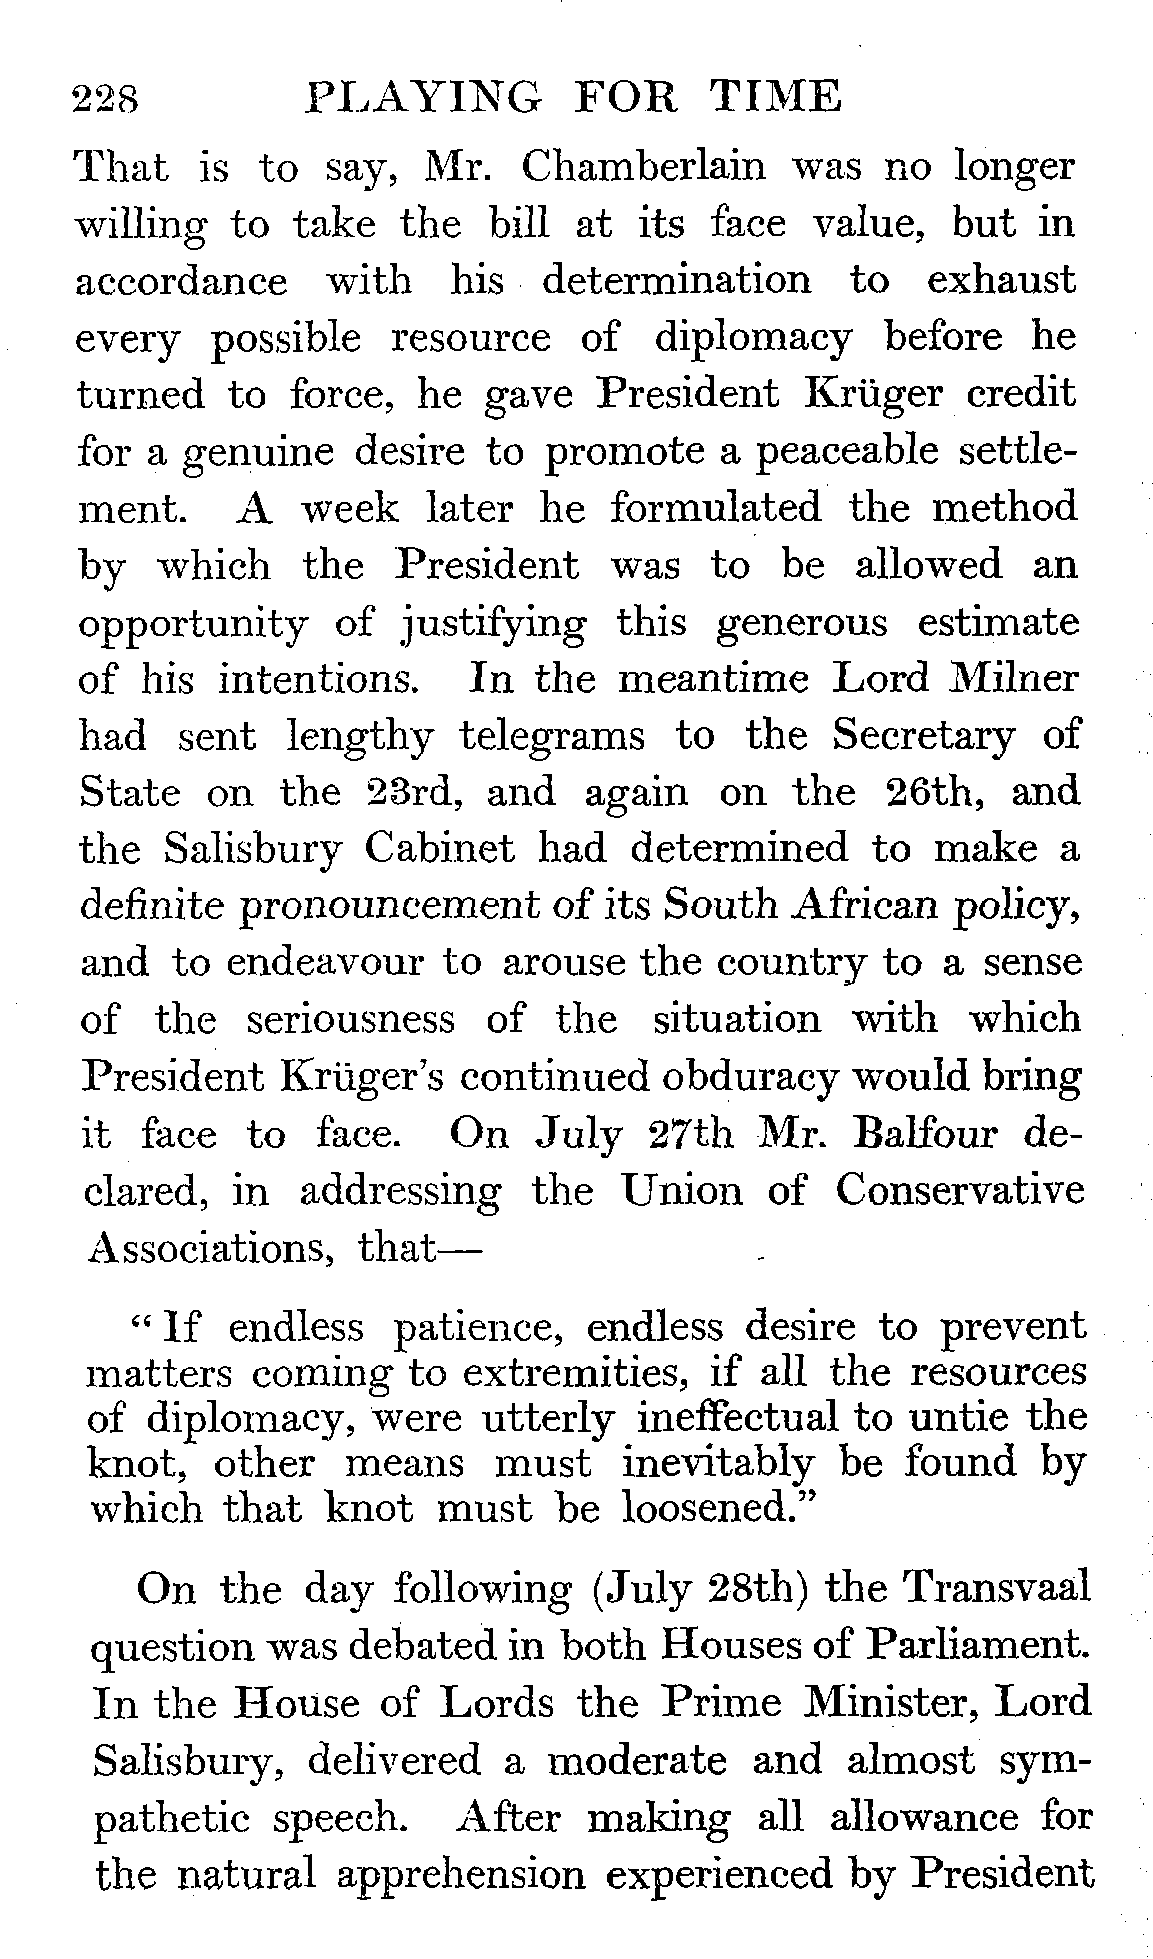 228 PLAYING FOR TIME
That is to say, Mr. Chamberlain was no longer
willing to take the bill at its face value, but in
accordance with his determination to exhaust
every possible resource of diplomacy before he
turned to force, he gave President Krüger credit
for a genuine desire to promote a peaceable settle-
ment. A week later he formulated the method
by which the President was to be allowed an
opportunity of justifying this generous estimate
of his intentions. In the meantime Lord Milner
had sent lengthy telegrams to the Secretary of
State on the 23rd, and again on the 26th, and
the Salisbury Cabinet had determined to make a
definite pronouncement of its South African policy,
and to endeavour to arouse the country to a sense
of the seriousness of the situation with which
President Krüger's continued obduracy would bring
it face to face. On July 27th Mr. Balfour de-
clared, in addressing the Union of Conservative
Associations, that—
“If endless patience, endless desire to prevent
matters coming to extremities, if all the resources
of diplomacy, were utterly ineffectual to untie the
knot, other means must inevitably be found by
which that knot must be loosened.”
On the day following (July 28th) the Transvaal
question was debated in both Houses of Parliament.
In the House of Lords the Prime Minister, Lord
Salisbury, delivered a moderate and almost sym-
pathetic speech. After making all allowance for
the natural apprehension experienced by President